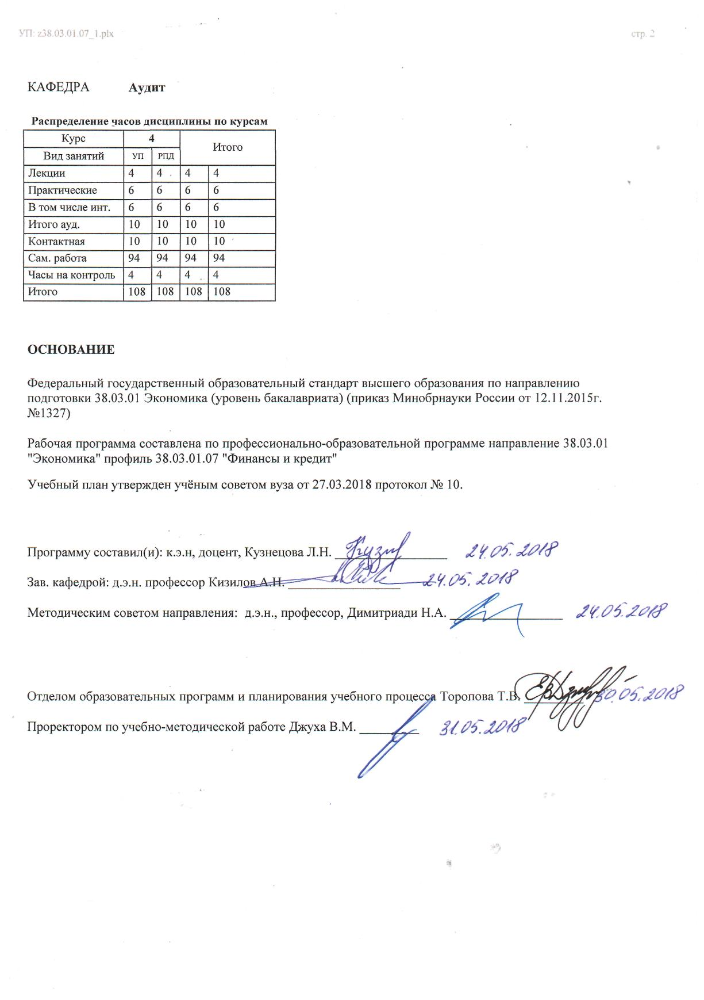 УП: z38.03.01.07_1.plx стр. 2
КАФЕДРА Аудит
Распределение часов дисциплины по курсам
Курс 4 Итого
Вид занятий УП РПД
Лекции 4 4 4 4
Практические 6 6 6 6
В том числе инт. 6 6 6 6
Итого ауд. 10 10 10 10
Контактная 10 10 10 10
Сам. работа 94 94 94 94
Часы на контроль 4 4 4 4
Итого 108 108 108 108
ОСНОВАНИЕ
Федеральный государственный образовательный стандарт высшего образования по направлению
подготовки 38.03.01 Экономика (уровень бакалавриата) (приказ Минобрнауки России от 12.11.2015г.
№1327)
Рабочая программа составлена по профессионально-образовательной программе направление 38.03.01
"Экономика" профиль 38.03.01.07 "Финансы и кредит"
Учебный план утвержден учёным советом вуза от 27.03.2018 протокол № 10.
Программу составил(и): к.э.н, доцент, Кузнецова Л.Н. 24.05.2018
Зав. кафедрой: д.э.н. профессор Кизилов А.Н. 24.05.2018
Методическим советом направления: д.э.н., профессор, Димитриади Н.А. 24.05.2018
Отделом образовательных программ и планирования учебного процесса Торопова Т.В. 30.05.2018
Проректором по учебно-методической работе Джуха В.М. 31.05.2018